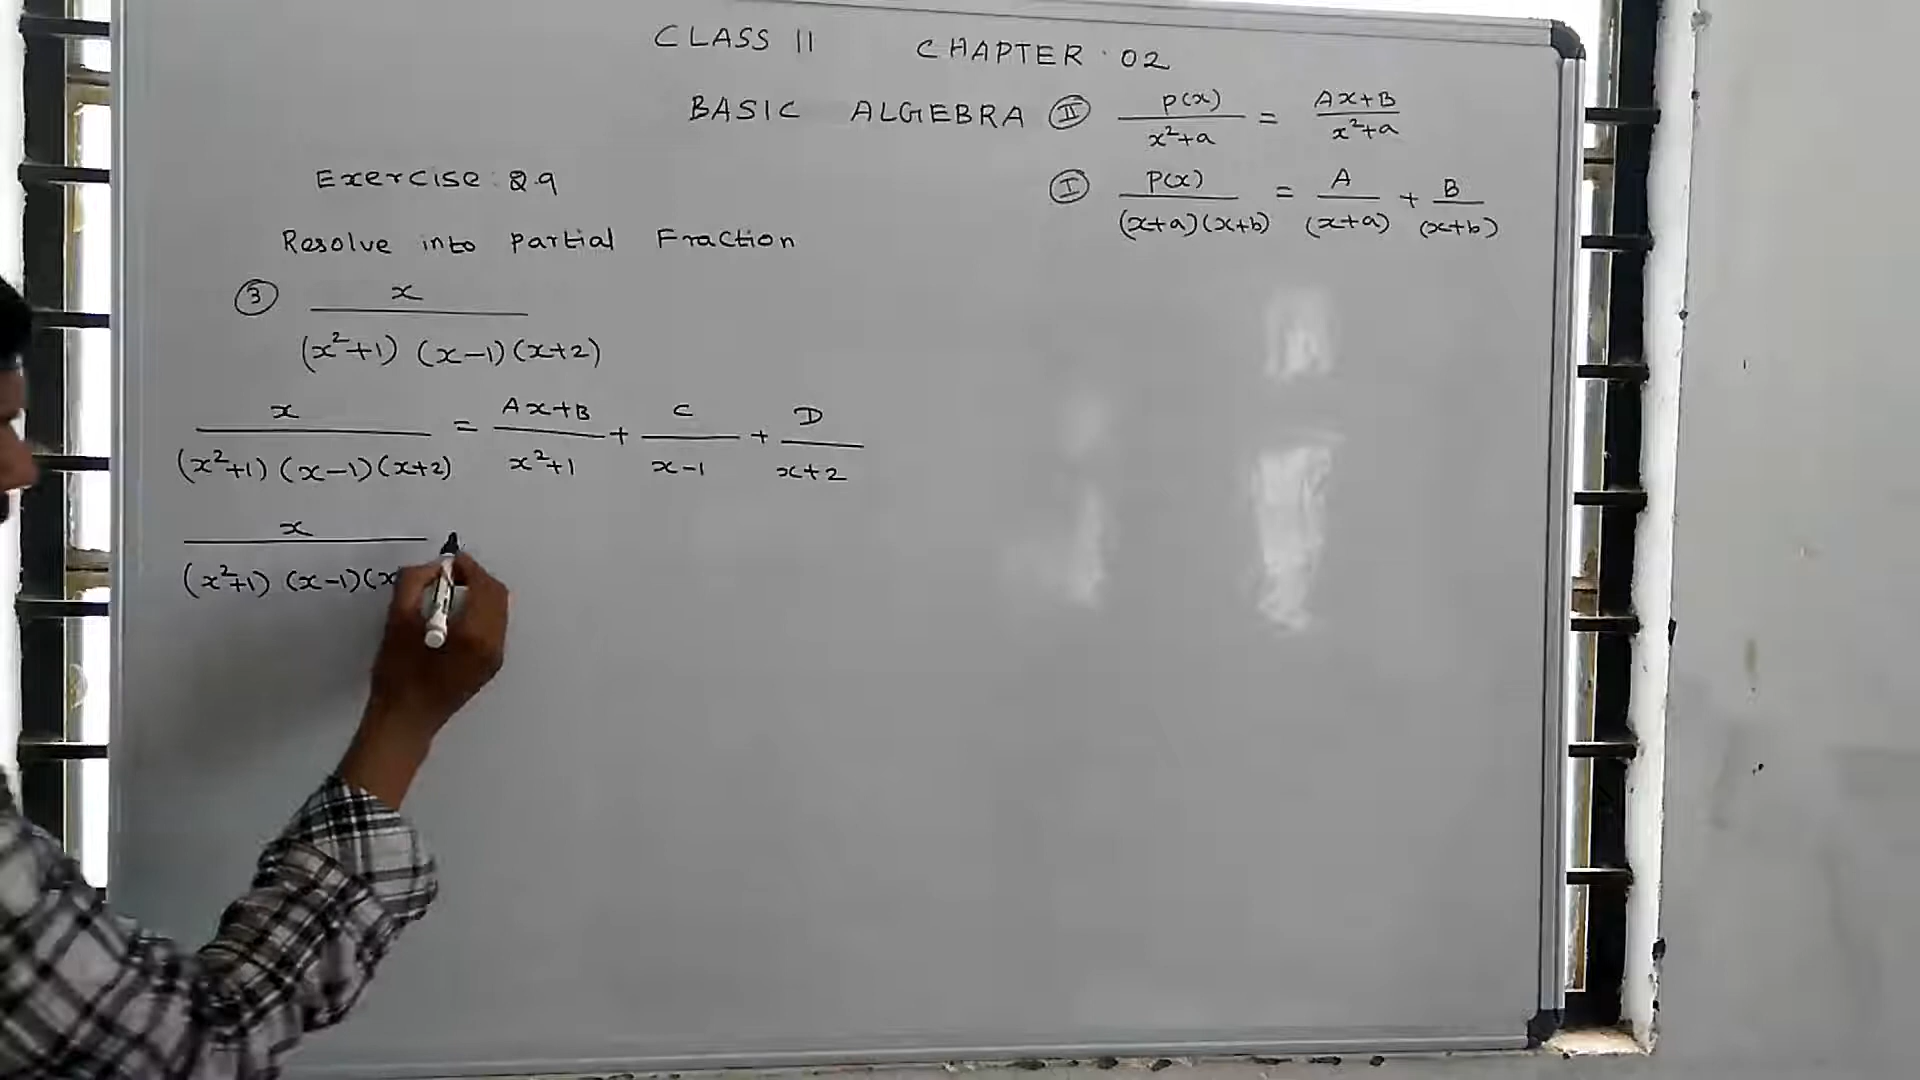 CLASS 11 CHAPTER · 02
BASIC ALGEBRA
Ⅱ P(x)/(x²+a) = (Ax+B)/(x²+a)
Ⅰ P(x)/((x+a)(x+b)) = A/(x+a) + B/(x+b)
Exercise: 2.9
Resolve into partial Fraction
③ x/((x²+1) (x-1)(x+2))
x/((x²+1)(x-1)(x+2)) = (Ax+B)/(x²+1) + C/(x-1) + D/(x+2)
x/((x²+1) (x-1)(x